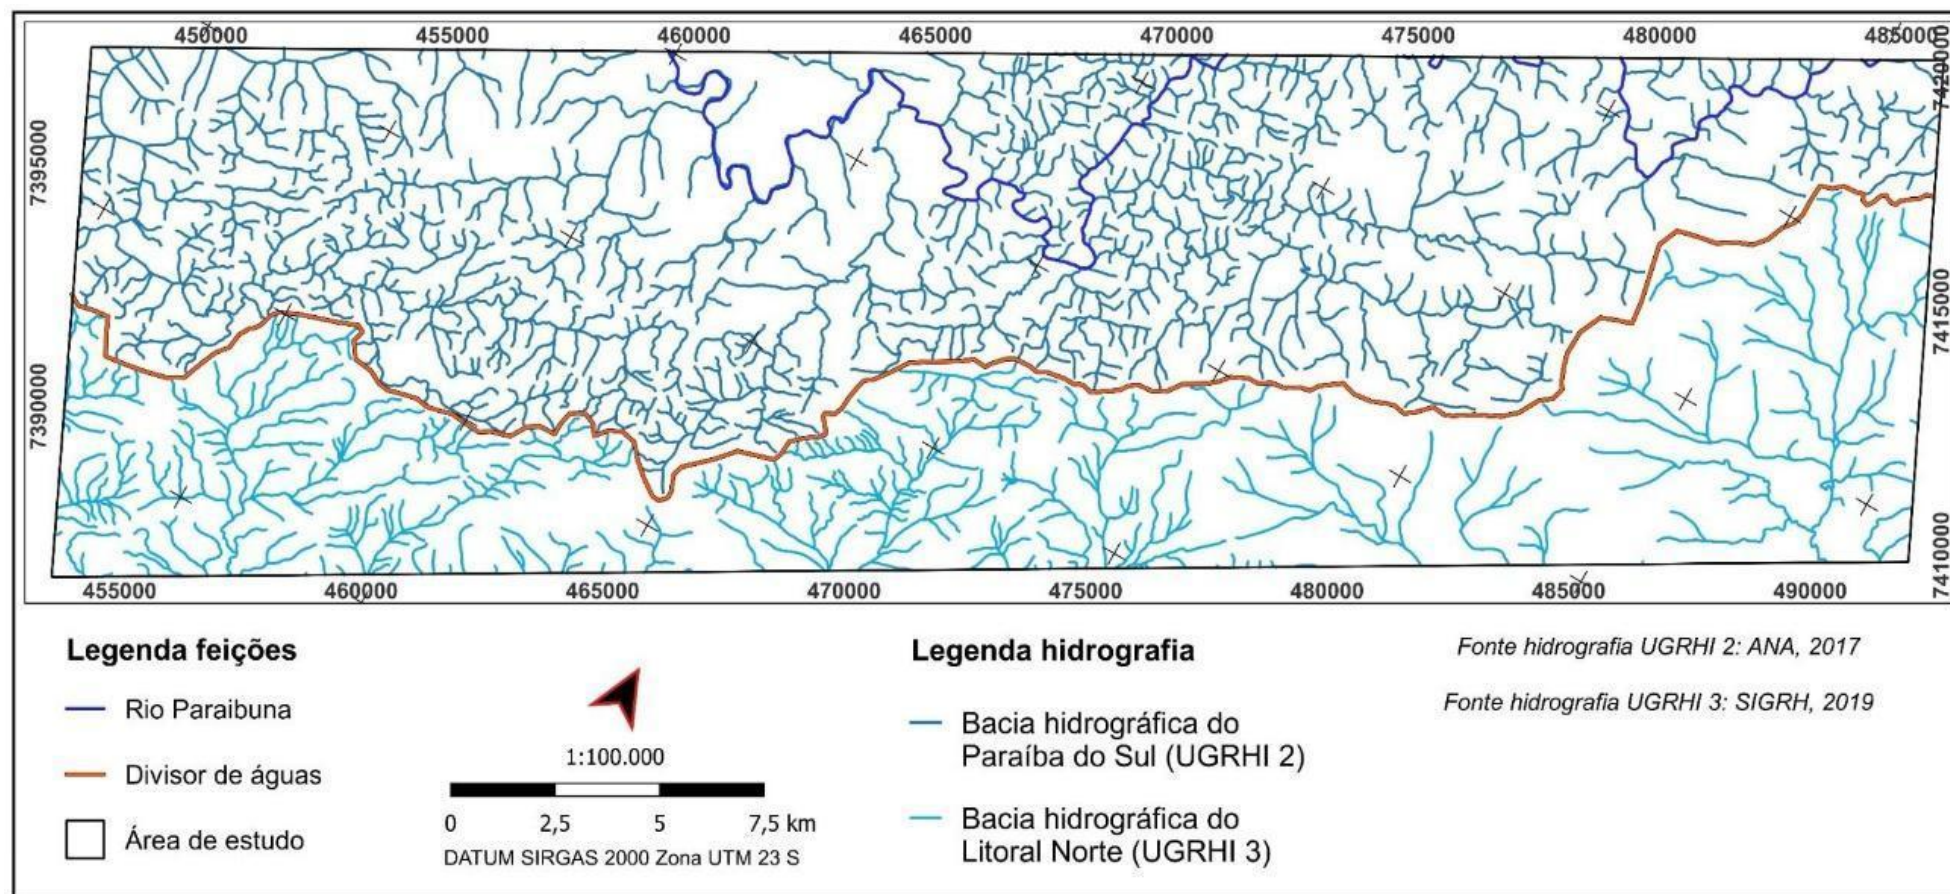 450000 455000 460000 465000 470000 475000 480000 4850000
7420000
7395000
7415000
7390000
7410000
455000 460000 465000 470000 475000 480000 485000 490000
Legenda feições
Rio Paraibuna
Divisor de águas
Área de estudo
1:100.000
0 2,5 5 7,5 km
DATUM SIRGAS 2000 Zona UTM 23 S
Legenda hidrografia
Bacia hidrográfica do
Paraíba do Sul (UGRHI 2)
Bacia hidrográfica do
Litoral Norte (UGRHI 3)
Fonte hidrografia UGRHI 2: ANA, 2017
Fonte hidrografia UGRHI 3: SIGRH, 2019